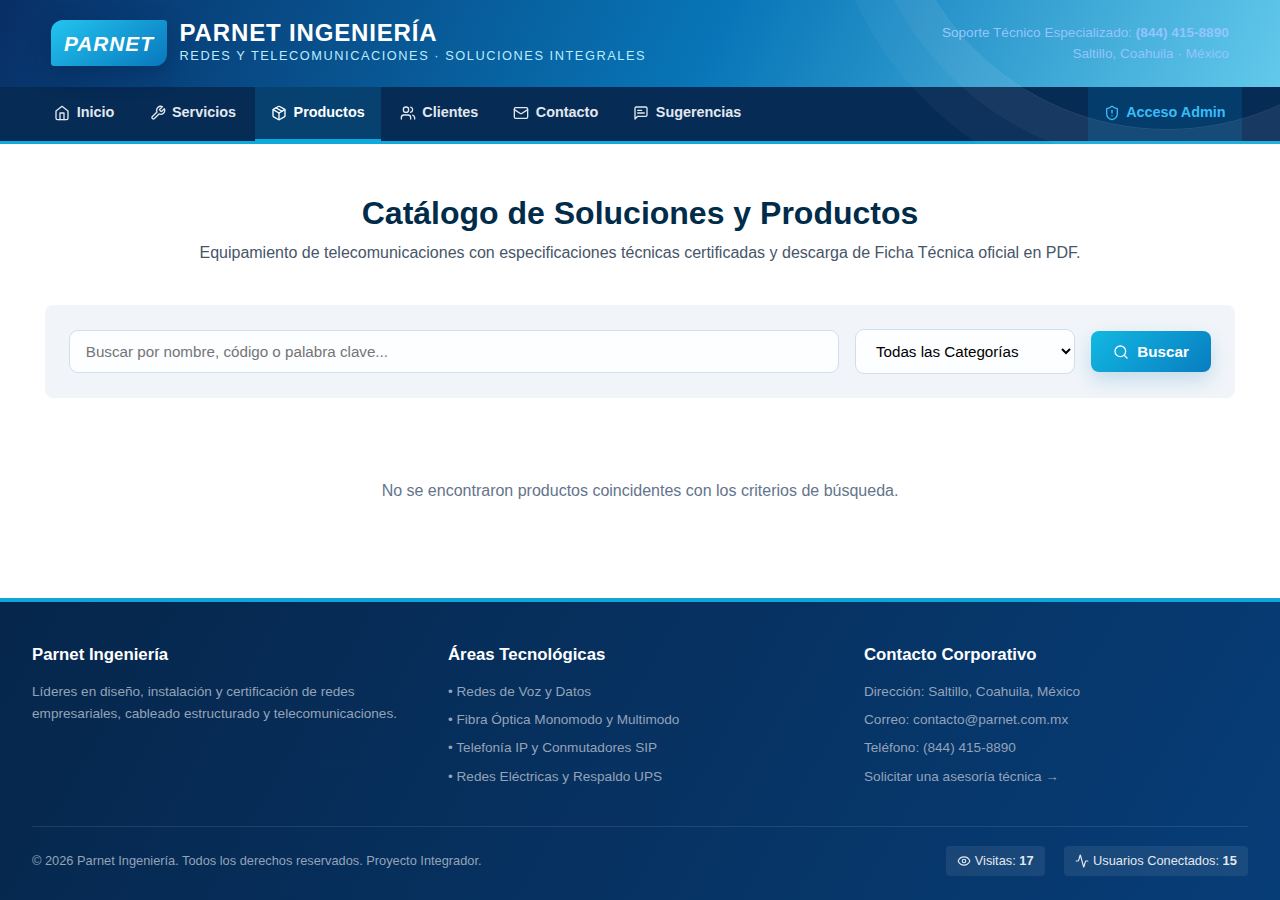 PARNET
PARNET INGENIERÍA
REDES Y TELECOMUNICACIONES · SOLUCIONES INTEGRALES
Soporte Técnico Especializado: (844) 415-8890
Saltillo, Coahuila · México
Inicio
Servicios
Productos
Clientes
Contacto
Sugerencias
Acceso Admin
Catálogo de Soluciones y Productos
Equipamiento de telecomunicaciones con especificaciones técnicas certificadas y descarga de Ficha Técnica oficial en PDF.
Buscar por nombre, código o palabra clave...
Todas las Categorías
Buscar
No se encontraron productos coincidentes con los criterios de búsqueda.
Parnet Ingeniería
Líderes en diseño, instalación y certificación de redes
empresariales, cableado estructurado y telecomunicaciones.
Áreas Tecnológicas
• Redes de Voz y Datos
• Fibra Óptica Monomodo y Multimodo
• Telefonía IP y Conmutadores SIP
• Redes Eléctricas y Respaldo UPS
Contacto Corporativo
Dirección: Saltillo, Coahuila, México
Correo: contacto@parnet.com.mx
Teléfono: (844) 415-8890
Solicitar una asesoría técnica →
© 2026 Parnet Ingeniería. Todos los derechos reservados. Proyecto Integrador.
Visitas: 17
Usuarios Conectados: 15